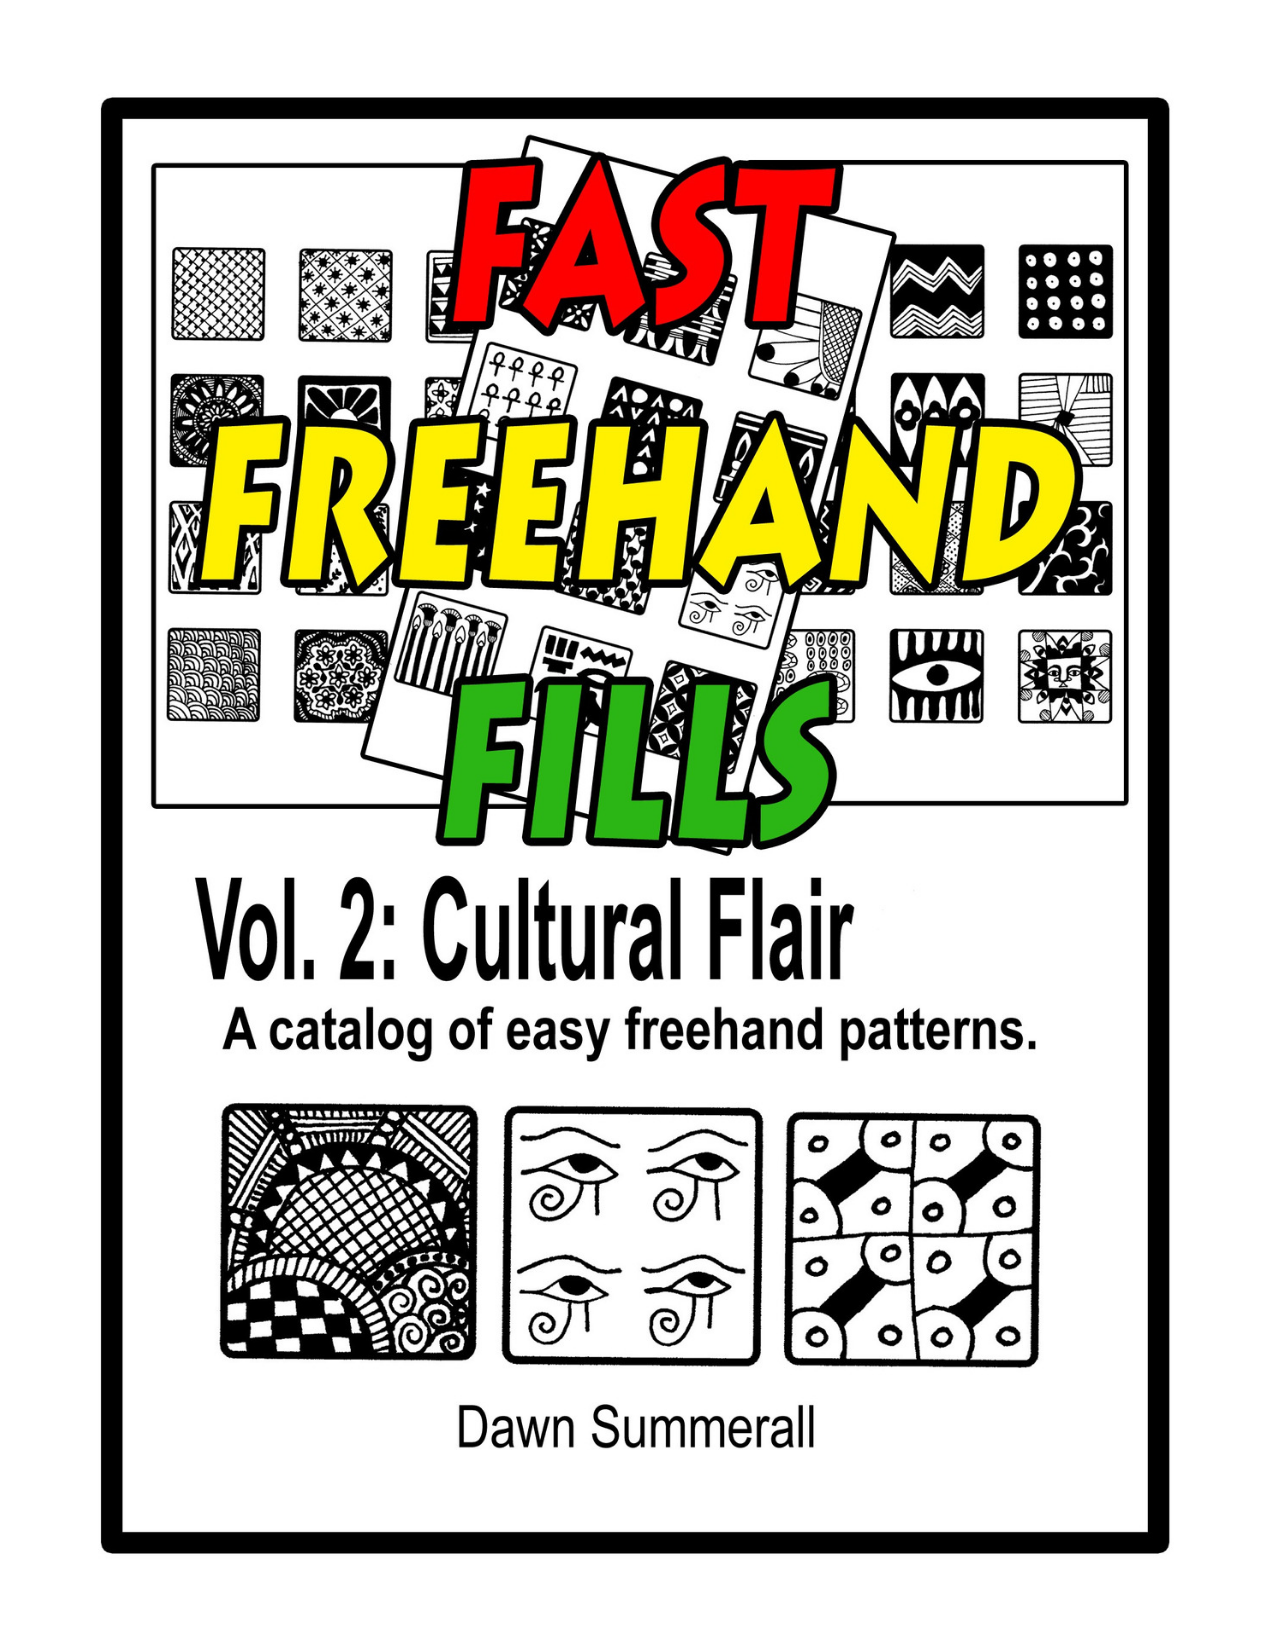 FAST
FREEHAND
FILLS
Vol. 2: Cultural Flair
A catalog of easy freehand patterns.
Dawn Summerall